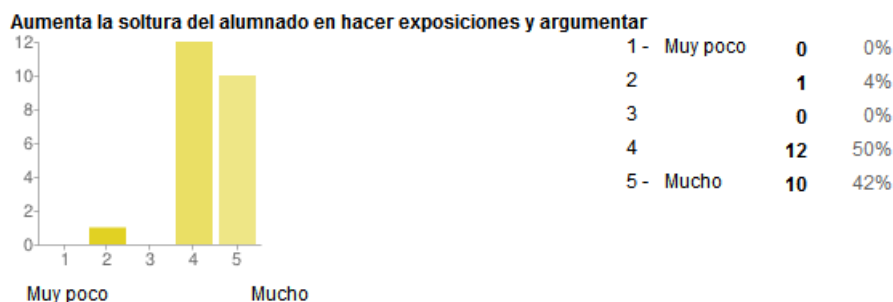 Aumenta la soltura del alumnado en hacer exposiciones y argumentar
12
10
8
6
4
2
0
1 2 3 4 5
Muy poco Mucho
1 - Muy poco 0 0%
2 1 4%
3 0 0%
4 12 50%
5 - Mucho 10 42%